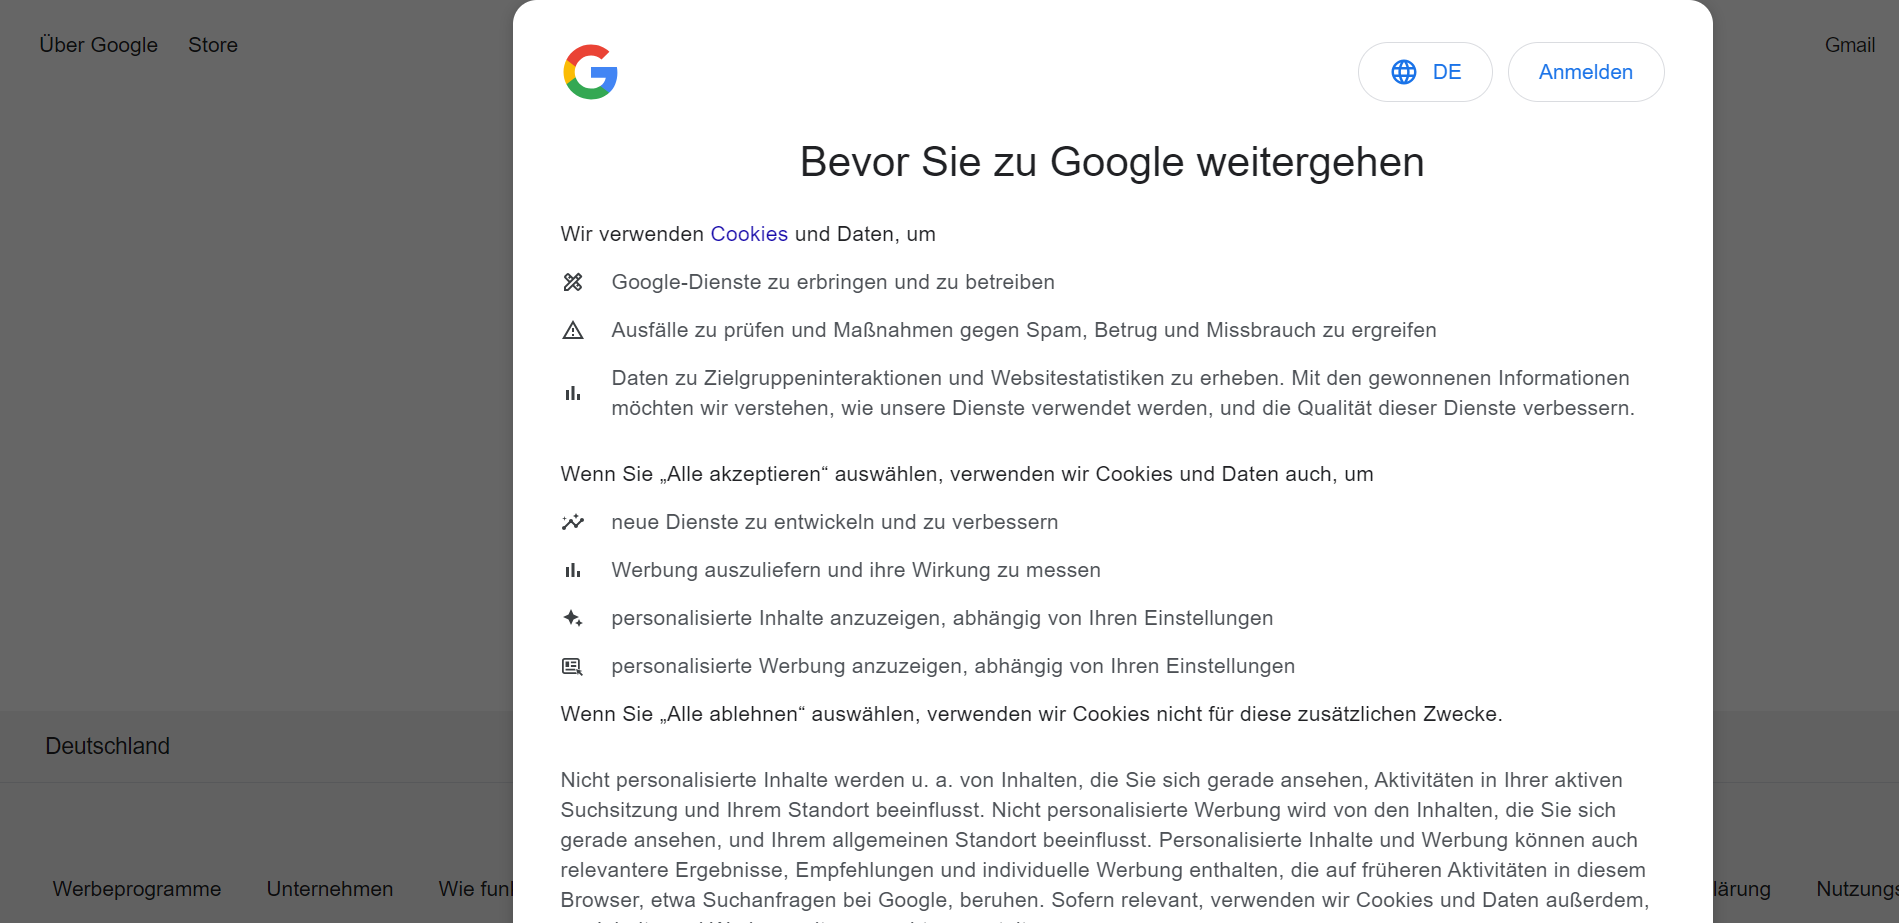 Über Google Store
Gmail
DE Anmelden
Bevor Sie zu Google weitergehen
Wir verwenden Cookies und Daten, um
Google-Dienste zu erbringen und zu betreiben
Ausfälle zu prüfen und Maßnahmen gegen Spam, Betrug und Missbrauch zu ergreifen
Daten zu Zielgruppeninteraktionen und Websitestatistiken zu erheben. Mit den gewonnenen Informationen
möchten wir verstehen, wie unsere Dienste verwendet werden, und die Qualität dieser Dienste verbessern.
Wenn Sie „Alle akzeptieren“ auswählen, verwenden wir Cookies und Daten auch, um
neue Dienste zu entwickeln und zu verbessern
Werbung auszuliefern und ihre Wirkung zu messen
personalisierte Inhalte anzuzeigen, abhängig von Ihren Einstellungen
personalisierte Werbung anzuzeigen, abhängig von Ihren Einstellungen
Wenn Sie „Alle ablehnen“ auswählen, verwenden wir Cookies nicht für diese zusätzlichen Zwecke.
Nicht personalisierte Inhalte werden u. a. von Inhalten, die Sie sich gerade ansehen, Aktivitäten in Ihrer aktiven
Suchsitzung und Ihrem Standort beeinflusst. Nicht personalisierte Werbung wird von den Inhalten, die Sie sich
gerade ansehen, und Ihrem allgemeinen Standort beeinflusst. Personalisierte Inhalte und Werbung können auch
relevantere Ergebnisse, Empfehlungen und individuelle Werbung enthalten, die auf früheren Aktivitäten in diesem
Browser, etwa Suchanfragen bei Google, beruhen. Sofern relevant, verwenden wir Cookies und Daten außerdem,
Deutschland
Werbeprogramme Unternehmen Wie